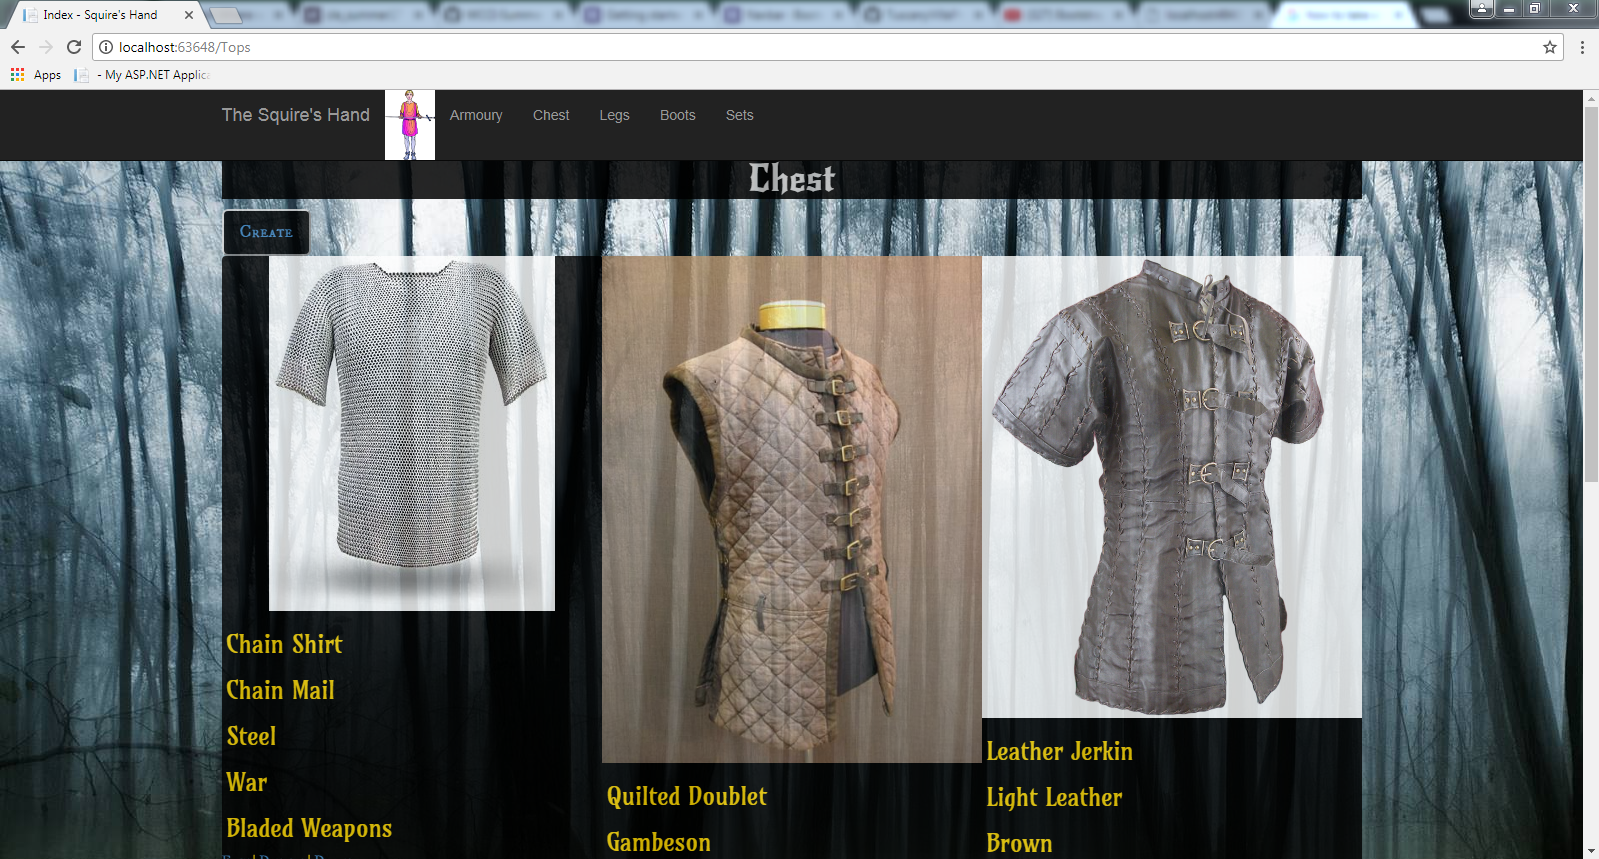 Index - Squire's Hand
localhost:63648/Tops
Apps - My ASP.NET Applic
The Squire's Hand Armoury Chest Legs Boots Sets
Chest
Create
Chain Shirt
Chain Mail
Steel
War
Bladed Weapons
Quilted Doublet
Gambeson
Leather Jerkin
Light Leather
Brown